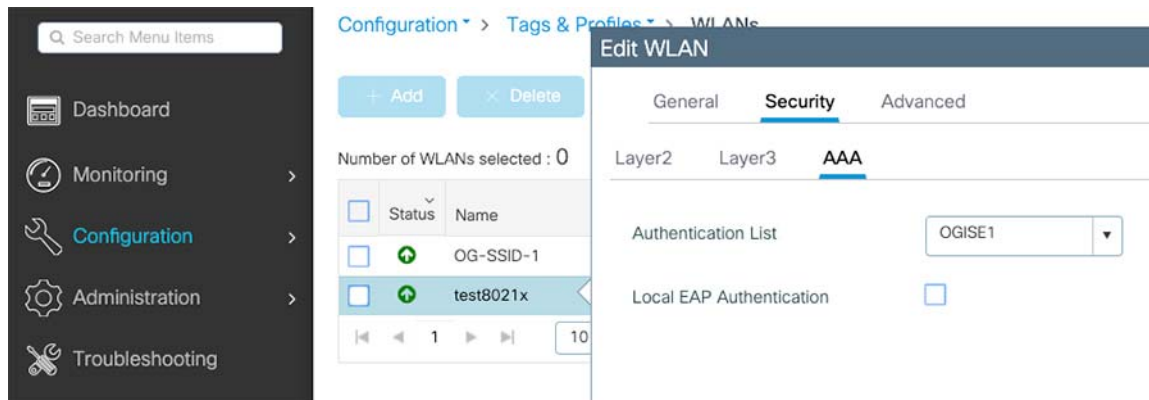 Search Menu Items
Dashboard
Monitoring
Configuration
Administration
Troubleshooting
Configuration > Tags & Profiles > WLANs
+ Add
× Delete
Number of WLANs selected : 0
Status Name
OG-SSID-1
test8021x
1
10
Edit WLAN
General Security Advanced
Layer2 Layer3 AAA
Authentication List OGISE1
Local EAP Authentication